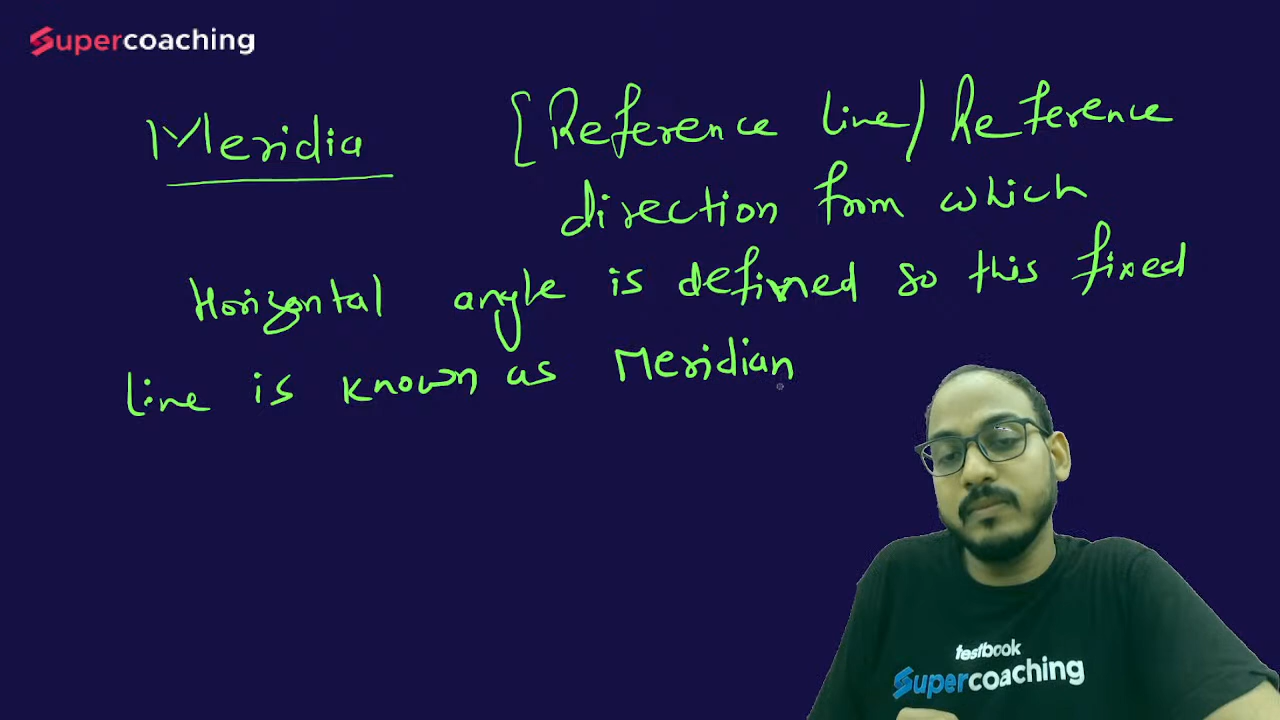 Supercoaching
Meridia [Reference line/Reference
direction from which
Horizontal angle is defined so this fixed
line is known as Meridian
testbook
Supercoaching